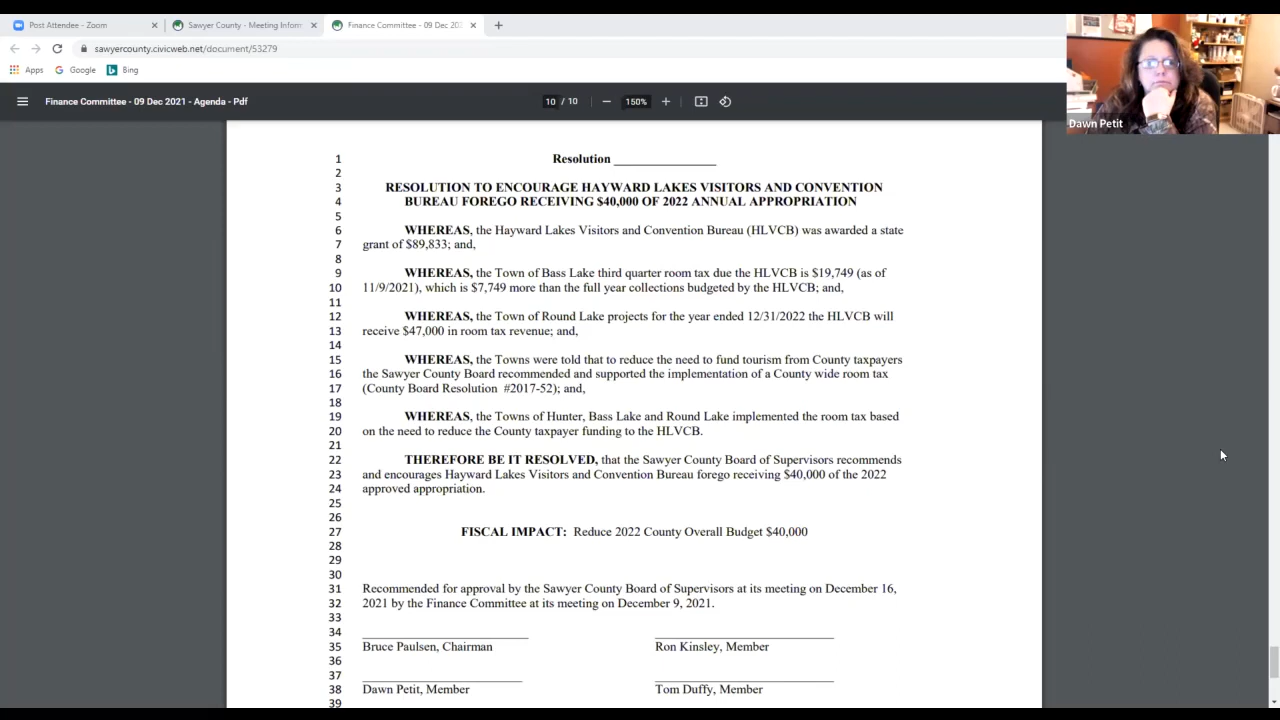 Post Attendee - Zoom
Sawyer County - Meeting Inform
Finance Committee - 09 Dec 202
sawyercounty.civicweb.net/document/53279
Apps
Google
Bing
Finance Committee - 09 Dec 2021 - Agenda - Pdf
10 / 10
150%
Dawn Petit
1 Resolution ________________
2
3 RESOLUTION TO ENCOURAGE HAYWARD LAKES VISITORS AND CONVENTION
4 BUREAU FOREGO RECEIVING $40,000 OF 2022 ANNUAL APPROPRIATION
5
6 WHEREAS, the Hayward Lakes Visitors and Convention Bureau (HLVCB) was awarded a state
7 grant of $89,833; and,
8
9 WHEREAS, the Town of Bass Lake third quarter room tax due the HLVCB is $19,749 (as of
10 11/9/2021), which is $7,749 more than the full year collections budgeted by the HLVCB; and,
11
12 WHEREAS, the Town of Round Lake projects for the year ended 12/31/2022 the HLVCB will
13 receive $47,000 in room tax revenue; and,
14
15 WHEREAS, the Towns were told that to reduce the need to fund tourism from County taxpayers
16 the Sawyer County Board recommended and supported the implementation of a County wide room tax
17 (County Board Resolution #2017-52); and,
18
19 WHEREAS, the Towns of Hunter, Bass Lake and Round Lake implemented the room tax based
20 on the need to reduce the County taxpayer funding to the HLVCB.
21
22 THEREFORE BE IT RESOLVED, that the Sawyer County Board of Supervisors recommends
23 and encourages Hayward Lakes Visitors and Convention Bureau forego receiving $40,000 of the 2022
24 approved appropriation.
25
26
27 FISCAL IMPACT: Reduce 2022 County Overall Budget $40,000
28
29
30
31 Recommended for approval by the Sawyer County Board of Supervisors at its meeting on December 16,
32 2021 by the Finance Committee at its meeting on December 9, 2021.
33
34
35 Bruce Paulsen, Chairman Ron Kinsley, Member
36
37
38 Dawn Petit, Member Tom Duffy, Member
39